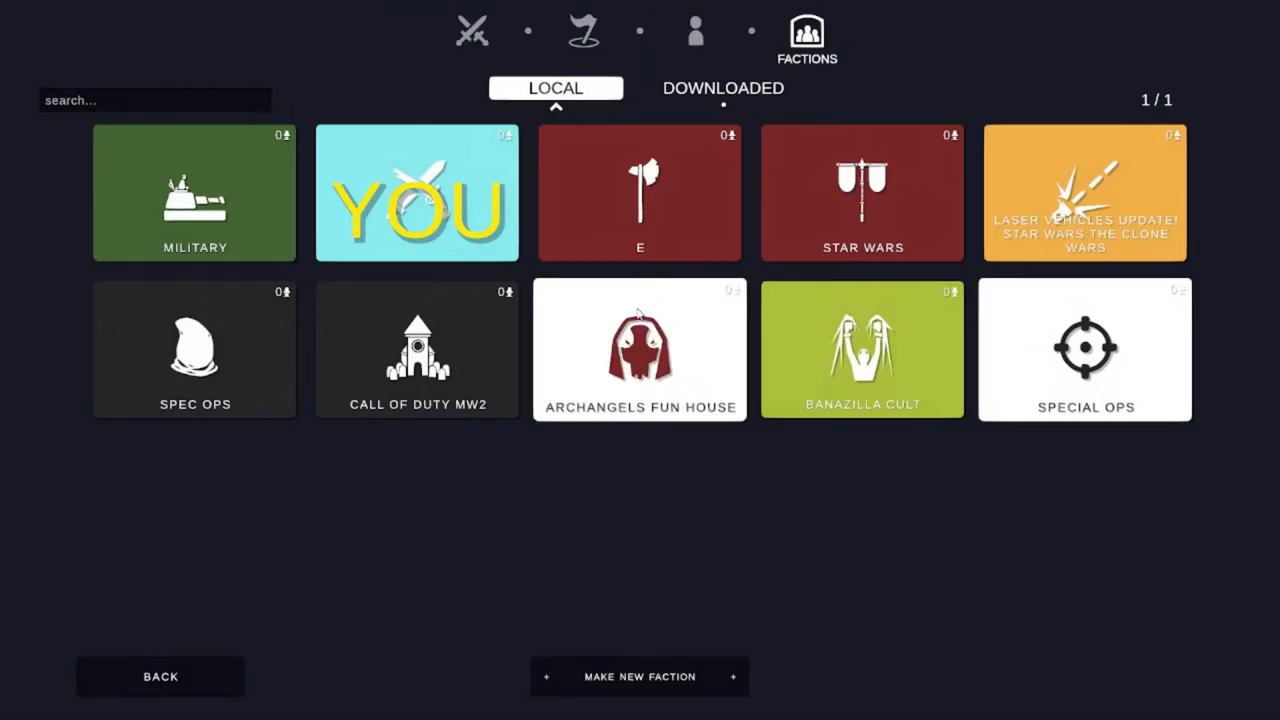 FACTIONS
LOCAL
DOWNLOADED
search...
1 / 1
0
0
0
0
0
YOU
MILITARY
E
STAR WARS
LASER VEHICLES UPDATE!
STAR WARS THE CLONE
WARS
0
0
0
0
0
SPEC OPS
CALL OF DUTY MW2
ARCHANGELS FUN HOUSE
BANAZILLA CULT
SPECIAL OPS
BACK
+ MAKE NEW FACTION +